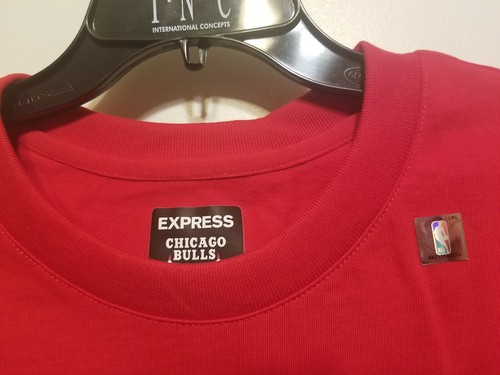 I N C
INTERNATIONAL CONCEPTS
EXPRESS
CHICAGO
BULLS